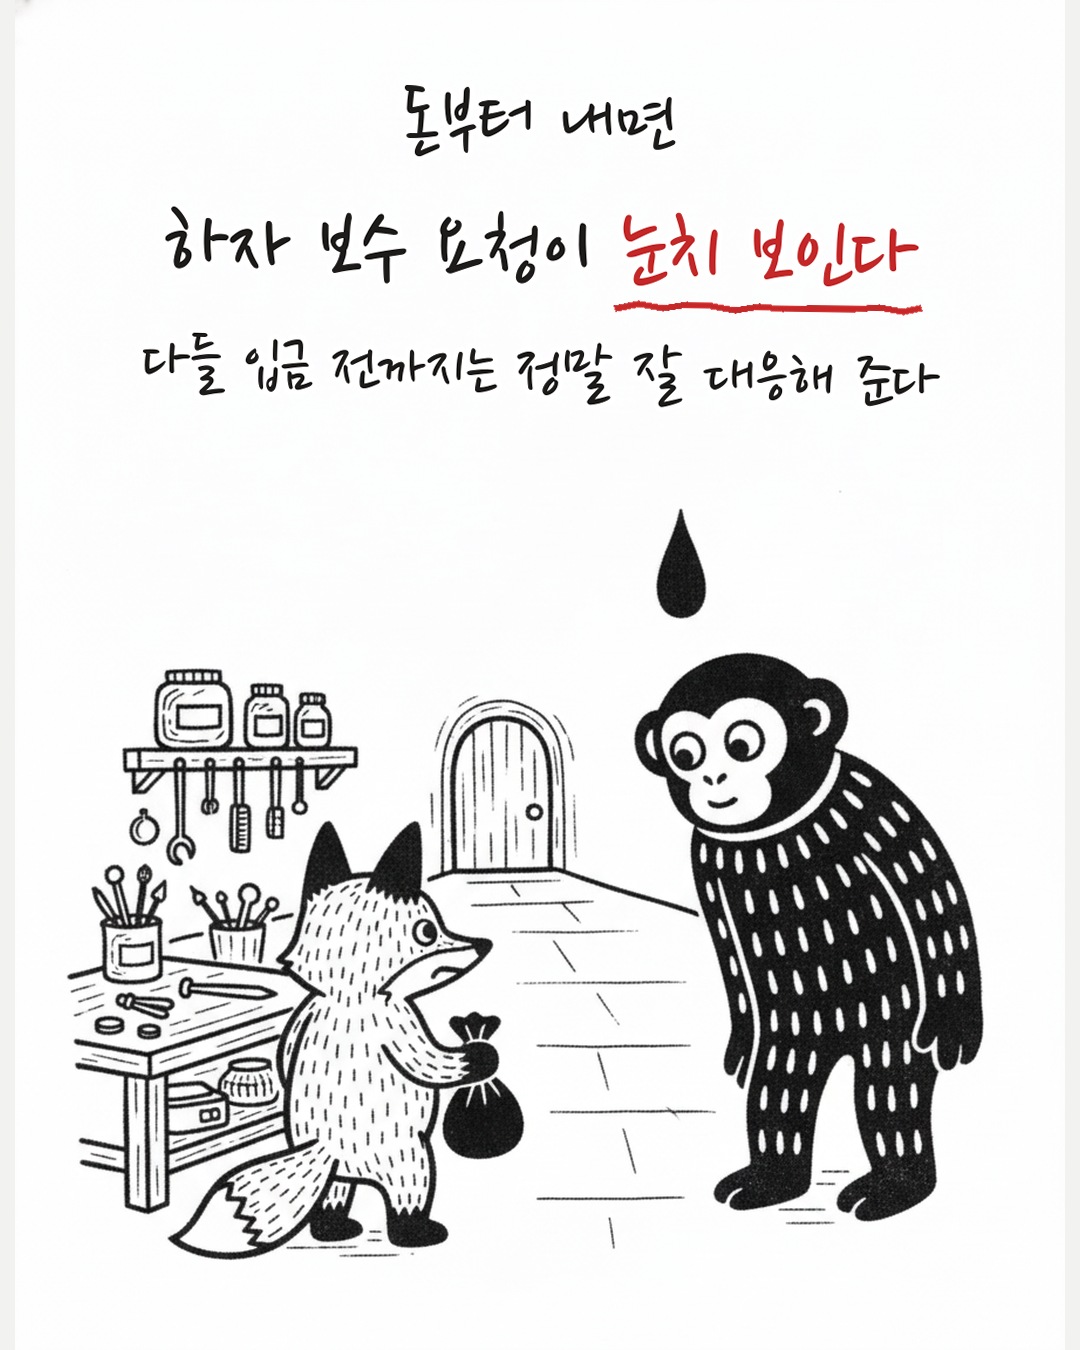 돈부터 내면
하자 보수 요청이 눈치 보인다
다들 입금 전까지는 정말 잘 대응해 준다